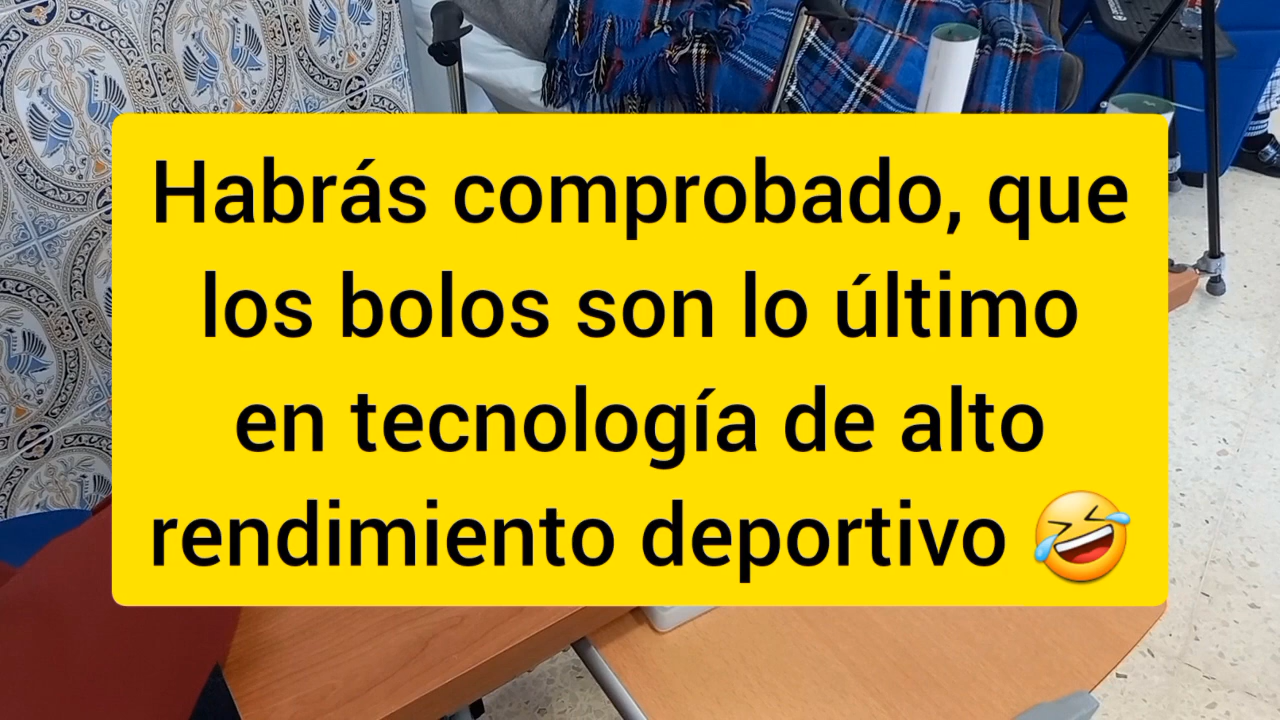 Habrás comprobado, que
los bolos son lo último
en tecnología de alto
rendimiento deportivo 🤣